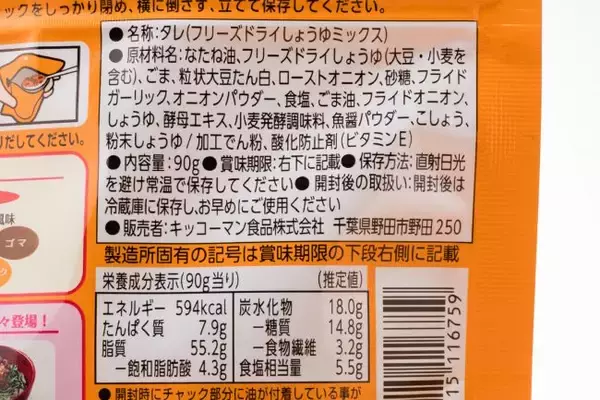 ックをしっかり閉め、横に倒さず、立てて保存してください。
りだしてください。
風味
ゴマ
々登場!
●名称:タレ(フリーズドライしょうゆミックス)
●原材料名:なたね油、フリーズドライしょうゆ(大豆・小麦を
含む)、ごま、粒状大豆たん白、ローストオニオン、砂糖、フライド
ガーリック、オニオンパウダー、食塩、ごま油、フライドオニオン、
しょうゆ、酵母エキス、小麦発酵調味料、魚醤パウダー、こしょう、
粉末しょうゆ/加工でん粉、酸化防止剤(ビタミンE)
●内容量:90g●賞味期限:右下に記載●保存方法:直射日光
を避け常温で保存してください●開封後の取扱い:開封後は
冷蔵庫に保存し、お早めにご使用ください
●販売者:キッコーマン食品株式会社 千葉県野田市野田250
製造所固有の記号は賞味期限の下段右側に記載
栄養成分表示(90g当り) (推定値)
エネルギー 594kcal
たんぱく質 7.9g
脂質 55.2g
−飽和脂肪酸 4.3g
炭水化物 18.0g
−糖質 14.8g
−食物繊維 3.2g
食塩相当量 5.5g
●開封時にチャック部分に油が付着している事が
15 116759